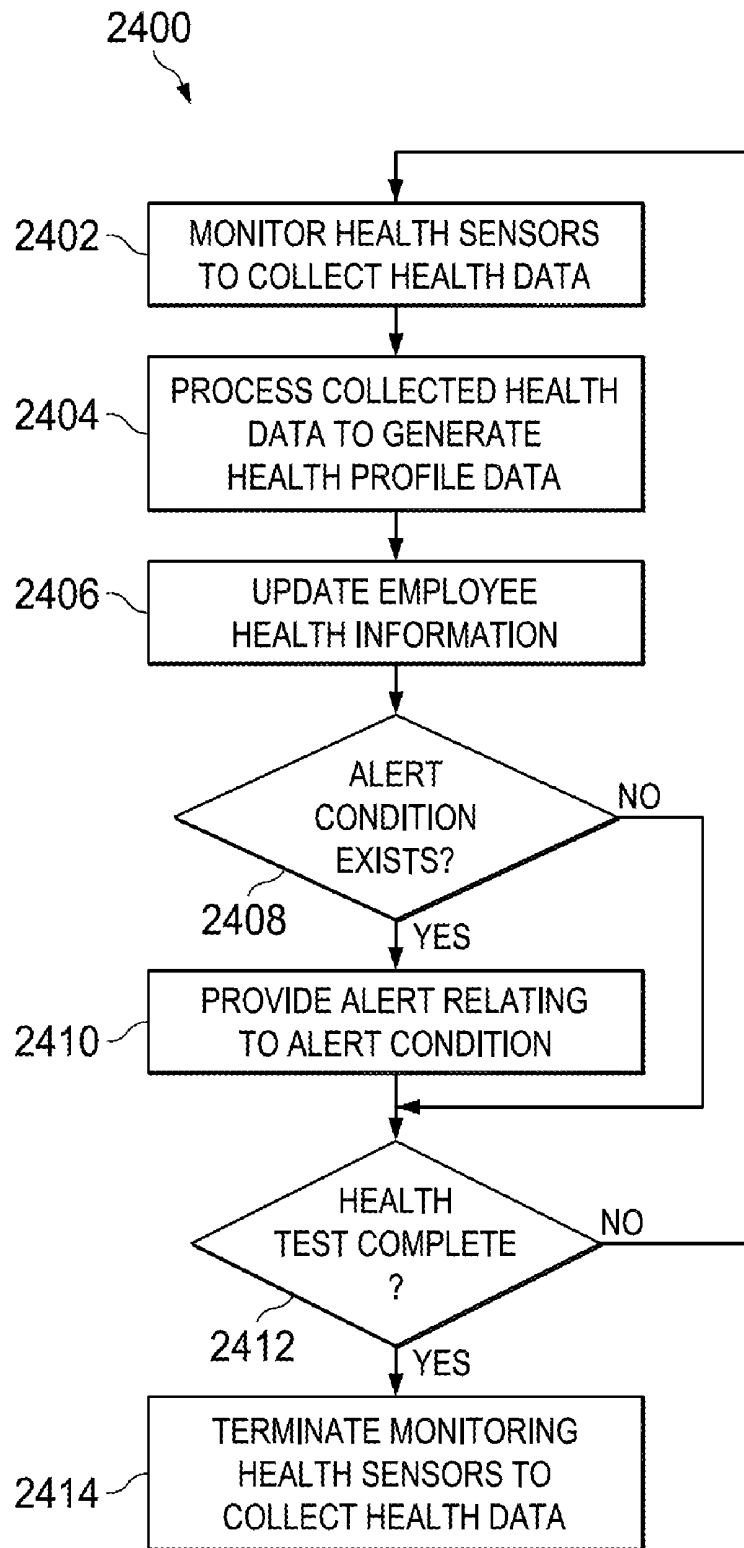 2400
2402
MONITOR HEALTH SENSORS
TO COLLECT HEALTH DATA
2404
PROCESS COLLECTED HEALTH
DATA TO GENERATE
HEALTH PROFILE DATA
2406
UPDATE EMPLOYEE
HEALTH INFORMATION
ALERT
CONDITION
EXISTS?
NO
2408
YES
2410
PROVIDE ALERT RELATING
TO ALERT CONDITION
HEALTH
TEST COMPLETE
?
NO
2412
YES
2414
TERMINATE MONITORING
HEALTH SENSORS TO
COLLECT HEALTH DATA